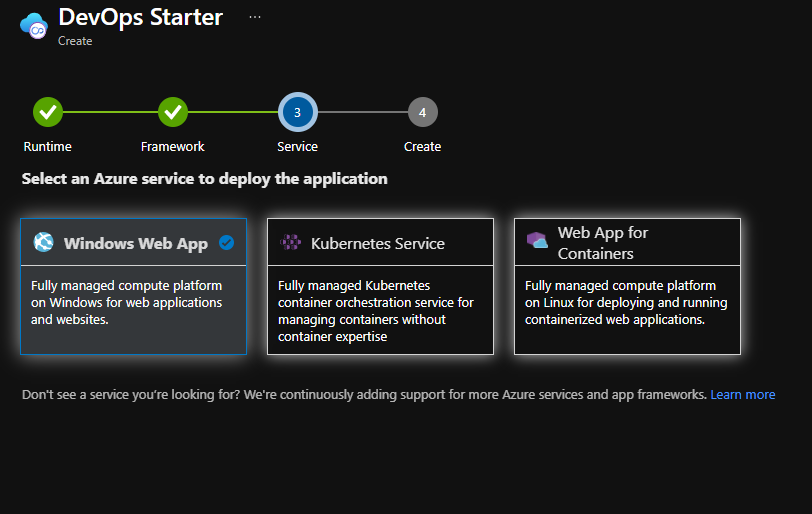 DevOps Starter ...
Create
3
4
Runtime
Framework
Service
Create
Select an Azure service to deploy the application
Windows Web App
Fully managed compute platform
on Windows for web applications
and websites.
Kubernetes Service
Fully managed Kubernetes
container orchestration service for
managing containers without
container expertise
Web App for
Containers
Fully managed compute platform
on Linux for deploying and running
containerized web applications.
Don't see a service you're looking for? We're continuously adding support for more Azure services and app frameworks. Learn more